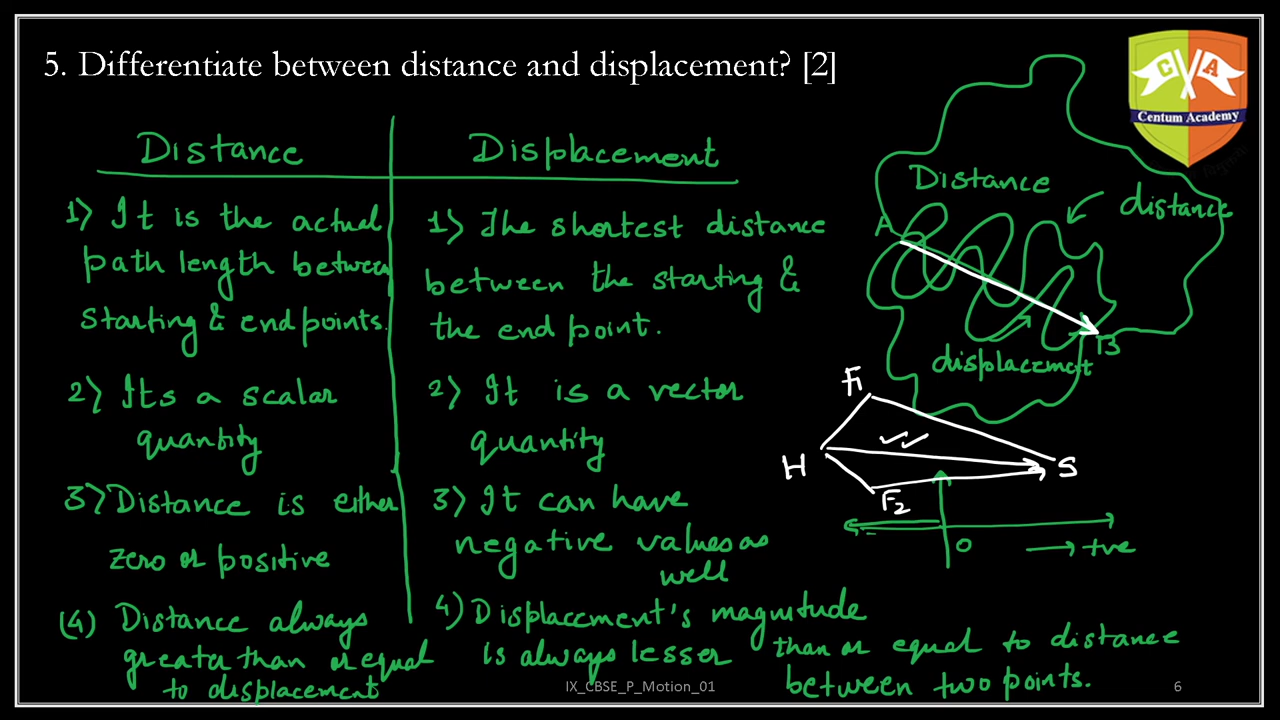 5. Differentiate between distance and displacement? [2]
C A
Centum Academy
Distance
1) It is the actual
path length between
starting & end points.
2) Its a scalar
quantity
3) Distance is either
zero or positive
(4) Distance always
greater than or equal
to displacement
Displacement
1) The shortest distance
between the starting &
the end point.
2) It is a vector
quantity
3) It can have
negative values as
well
4) Displacement's magnitude
is always lesser than or equal to distance
between two points.
Distance
distance
A
B
displacement
F1
H
S
F2
O
+ve
IX_CBSE_P_Motion_01
6